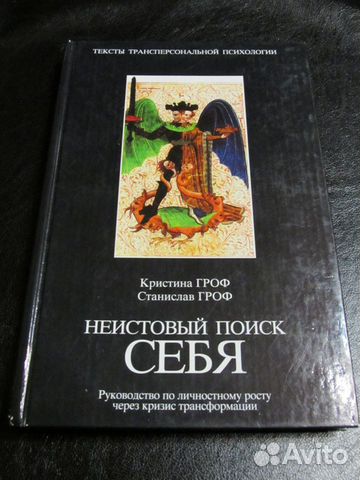 ТЕКСТЫ ТРАНСПЕРСОНАЛЬНОЙ ПСИХОЛОГИИ
Кристина ГРОФ
Станислав ГРОФ
НЕИСТОВЫЙ ПОИСК
СЕБЯ
Руководство по личностному росту
через кризис трансформации
Avito